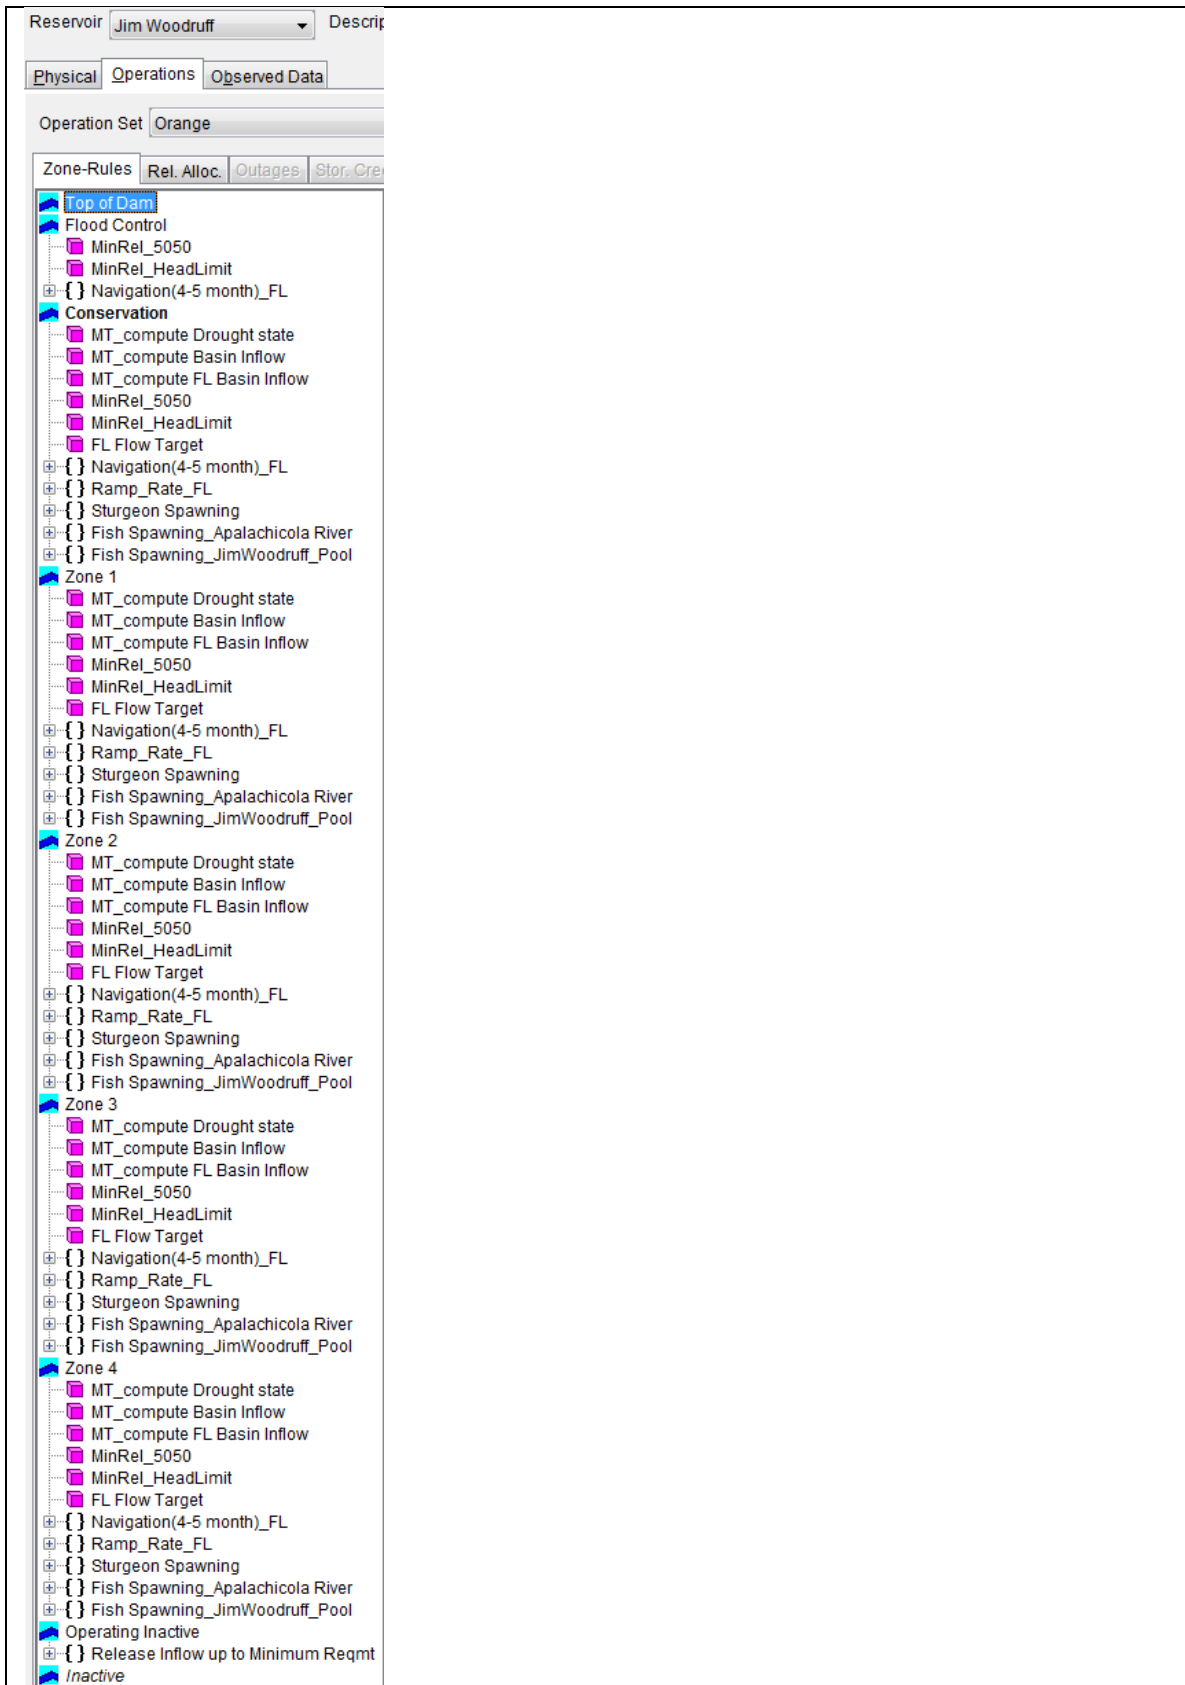 Reservoir Jim Woodruff Descrip
Physical Operations Observed Data
Operation Set Orange
Zone-Rules Rel. Alloc. Outages Stor. Cre
Top of Dam
Flood Control
MinRel_5050
MinRel_HeadLimit
{ } Navigation(4-5 month)_FL
Conservation
MT_compute Drought state
MT_compute Basin Inflow
MT_compute FL Basin Inflow
MinRel_5050
MinRel_HeadLimit
FL Flow Target
{ } Navigation(4-5 month)_FL
{ } Ramp_Rate_FL
{ } Sturgeon Spawning
{ } Fish Spawning_Apalachicola River
{ } Fish Spawning_JimWoodruff_Pool
Zone 1
MT_compute Drought state
MT_compute Basin Inflow
MT_compute FL Basin Inflow
MinRel_5050
MinRel_HeadLimit
FL Flow Target
{ } Navigation(4-5 month)_FL
{ } Ramp_Rate_FL
{ } Sturgeon Spawning
{ } Fish Spawning_Apalachicola River
{ } Fish Spawning_JimWoodruff_Pool
Zone 2
MT_compute Drought state
MT_compute Basin Inflow
MT_compute FL Basin Inflow
MinRel_5050
MinRel_HeadLimit
FL Flow Target
{ } Navigation(4-5 month)_FL
{ } Ramp_Rate_FL
{ } Sturgeon Spawning
{ } Fish Spawning_Apalachicola River
{ } Fish Spawning_JimWoodruff_Pool
Zone 3
MT_compute Drought state
MT_compute Basin Inflow
MT_compute FL Basin Inflow
MinRel_5050
MinRel_HeadLimit
FL Flow Target
{ } Navigation(4-5 month)_FL
{ } Ramp_Rate_FL
{ } Sturgeon Spawning
{ } Fish Spawning_Apalachicola River
{ } Fish Spawning_JimWoodruff_Pool
Zone 4
MT_compute Drought state
MT_compute Basin Inflow
MT_compute FL Basin Inflow
MinRel_5050
MinRel_HeadLimit
FL Flow Target
{ } Navigation(4-5 month)_FL
{ } Ramp_Rate_FL
{ } Sturgeon Spawning
{ } Fish Spawning_Apalachicola River
{ } Fish Spawning_JimWoodruff_Pool
Operating Inactive
{ } Release Inflow up to Minimum Reqmt
Inactive